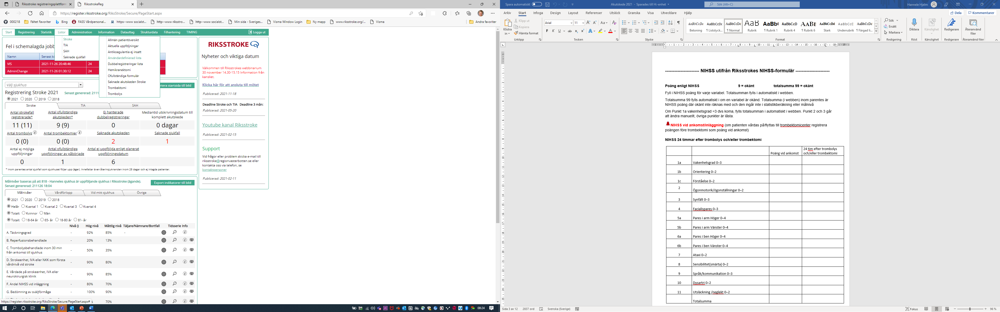 Riksstroke registreringsplattform
RiksstrokeReg
https://register.riksstroke.org/RiksStroke/Secure/PageStart.aspx
000218
Fältet Favoriter
Bing
FASS Vårdpersonal...
https--www socialst...
http--www riksstro...
http--www socialst...
Min sida - Sveriges...
Visma Window Login
Ny mapp
www.riksstroke.org/...
Visma
Andra favoriter
Start Registrering Statistik Listor Administration Information Datauttag Strukturdata Filhantering TIMING Logga ut
Stroke
TIA
SAH
Saknade sjukfall
Allmän patientöversikt
Aktuella uppföljningar
Antikoagulantia ej insatt
Användardefinierad lista
Dubbelregistreringar lista
Hemikranektomi
Ofullständiga formulär
Saknade akutskeden Stroke
Trombektomi
Trombolys
Fel i schemalagda jobb
Namn Senast kö
VIS 2021-11-26 20:48:46 24
AdminChange 2021-11-26 01:30:12 24
Välj sjukhus
rtera startsida till bild
Registrering Stroke 2021 Senast genererad: 2111
2021 2020 2019 2018
Stroke TIA SAH
Antal strokefall registrerade*
Antal ofullständiga akutskeden*
Ej hanterade dubbelregistreringar
Mediantid utskrivningsdatum till komplett akutskede
11 (11) 9 (9) 0 0 dagar
Antal trombolys Antal trombektomier Saknade akutskeden Saknade sjukfall
0 (0) 0 (0) 2 1
Antal ej möjliga uppföljningar
Antal ofullständiga uppföljningar av påbörjade
Antal ej uppföljda enligt planerat uppföljningsdatum
0 1 6
* Inom parentes antal sjukfall som sjukhuset följer upp (äger). Innefattar även återinsjuknanden inom 28 dagar och ej inlagda patienter.
Målnivåer baseras på att 818 - Hanneles sjukhus är uppföljande sjukhus i Riksstroke (ägande).
Senast genererad: 211126 18:04
Export indikatorer till bild
Målnivåer Vårdförlopp Vid mitt sjukhus Övriga
2021 2020 2019 2018
Helår Kvartal 1 Kvartal 2 Kvartal 3 Kvartal 4
Totalt Kvinnor Män
Totalt 18-64 år 65- år 18-80 år 81- år
Nivå () Hög nivå Måttlig nivå Täljare/Nämnare/Bortfall Tidsserie Info
A. Täckningsgrad - 92% 85% -
B. Reperfusionsbehandlade - 20% 13%
C. Trombolysbehandlade inom 30 min
från ankomst till sjukhus - 50% 35%
D. Strokeenhet, IVA eller NKK som första
vårdnivå vid stroke - 90% 80%
E. Vårdade på strokeenhet, IVA eller
neurokirurgisk klinik - 90% 85%
F. Andel NIHSS vid inläggning - 80% 70%
G. Bedömning av sväljförmåga - 100% 90%
70%
https://register.riksstroke.org/RiksStroke/Secure/PageStart.aspx#
RIKSSTROKE
Nyheter och viktiga datum
Välkommen till Riksstrokes webbinarium
30 november 14.30-15.15 Information från
kansliet.
Klicka här för att ansluta till mötet
Publicerad: 2021-11-18
Deadline Stroke och TIA: Deadline 3 mån:
Publicerad: 2021-05-20
Youtube kanal Riksstroke
Publicerad: 2021-02-15
Support
Vid frågor eller problem skicka e-mail till
riksstroke@regionvasterbotten.se eller
kontakta oss via telefon, se
kontaktpersoner
Publicerad: 2021-02-11
08:24
Spara automatiskt
Akutskede 2021 - Sparades till H:-enhet
Sök (Alt+C)
Hannele Hjelm
Arkiv Start Infoga Design Layout Referenser Utskick Granska Visa Utvecklare Hjälp Dela Kommentarer
Klistra in
Klipp ut
Kopiera
Hämta format
Urklipp
Arial 11
F K U
Tecken
Stycke
Betoning ¶ Liststyck... ¶ Normal Rubrik ¶ Rubrik 1 Rubrik 4 ¶ Rubrik 6 Stark Underrubrik ¶ Färgad li...
Format
Sök
Ersätt
Markera
Redigering
Diktera
Röst
Känslighet
Känslighet
Redigerare
Redigerare
Återanvänd filer
Återanvänd filer
---------------------- NIHSS utifrån Riksstrokes NIHSS-formulär ----------------------
Poäng enligt NIHSS 9 = okänt totalsumma 99 = okänt
Fyll i NIHSS poäng för varje variabel. Totalsumman fylls i automatiskt i webben.
Totalsumma 99 fylls automatiskt i om en variabel är okänd. Totalsumma (i webben) inom parentes är
NIHSS poäng där okänt inte räknas med och den ingår inte i statistikberäkning eller målnivå
Om Punkt 1a vakenhetsgrad =3 dvs koma, fylls totalsumman i automatiskt i webben. Punkt 2 och 3 går
att ändra manuellt, övriga punkter är låsta.
NIHSS vid ankomst/inläggning (om patienten vårdas på/flyttas till trombektomicenter registrera
poängen före trombektomi som poäng vid ankomst)
NIHSS 24 timmar efter trombolys och/eller trombektomi
Poäng vid ankomst
24 tim efter trombolys
och/eller trombektomi
1a Vakenhetsgrad 0–3
1b Orientering 0–2
1c Förståelse 0–2
2 Ögonmotorik/ögonställningar 0–2
3 Synfält 0–3
4 Facialispares 0–3
5a Pares i arm Höger 0–4
5b Pares i arm Vänster 0–4
6a Pares i ben Höger 0–4
6b Pares i ben Vänster 0–4
7 Ataxi 0–2
8 Sensibilitet(smärta) 0–2
9 Språk/kommunikation 0–3
10 Dysartri 0–2
11 Utsläckning /neglekt 0–2
Totalsumma
Sida 3 av 12 2837 ord Svenska (Sverige) Fokus 96 %